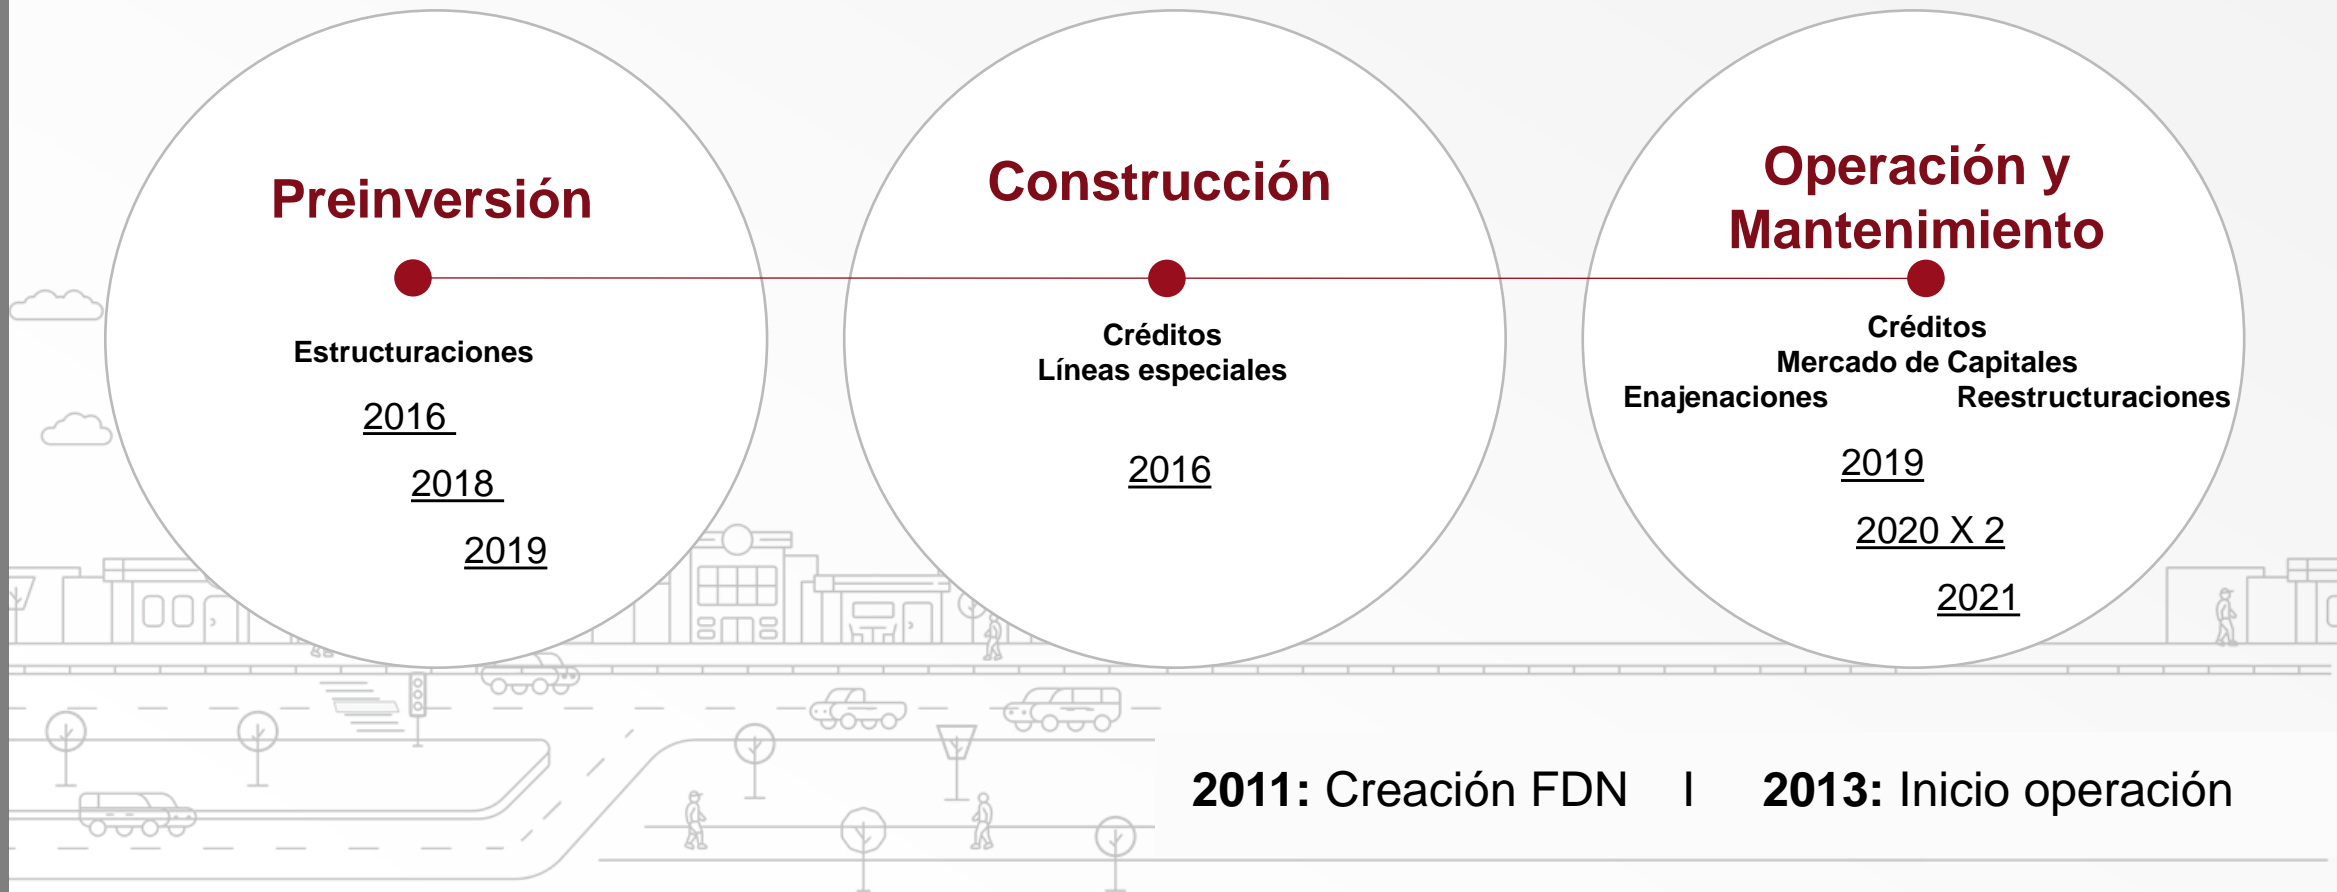 Preinversión
Estructuraciones
2016
2018
2019
Construcción
Créditos
Líneas especiales
2016
Operación y
Mantenimiento
Créditos
Mercado de Capitales
Enajenaciones Reestructuraciones
2019
2020 X 2
2021
2011: Creación FDN I 2013: Inicio operación